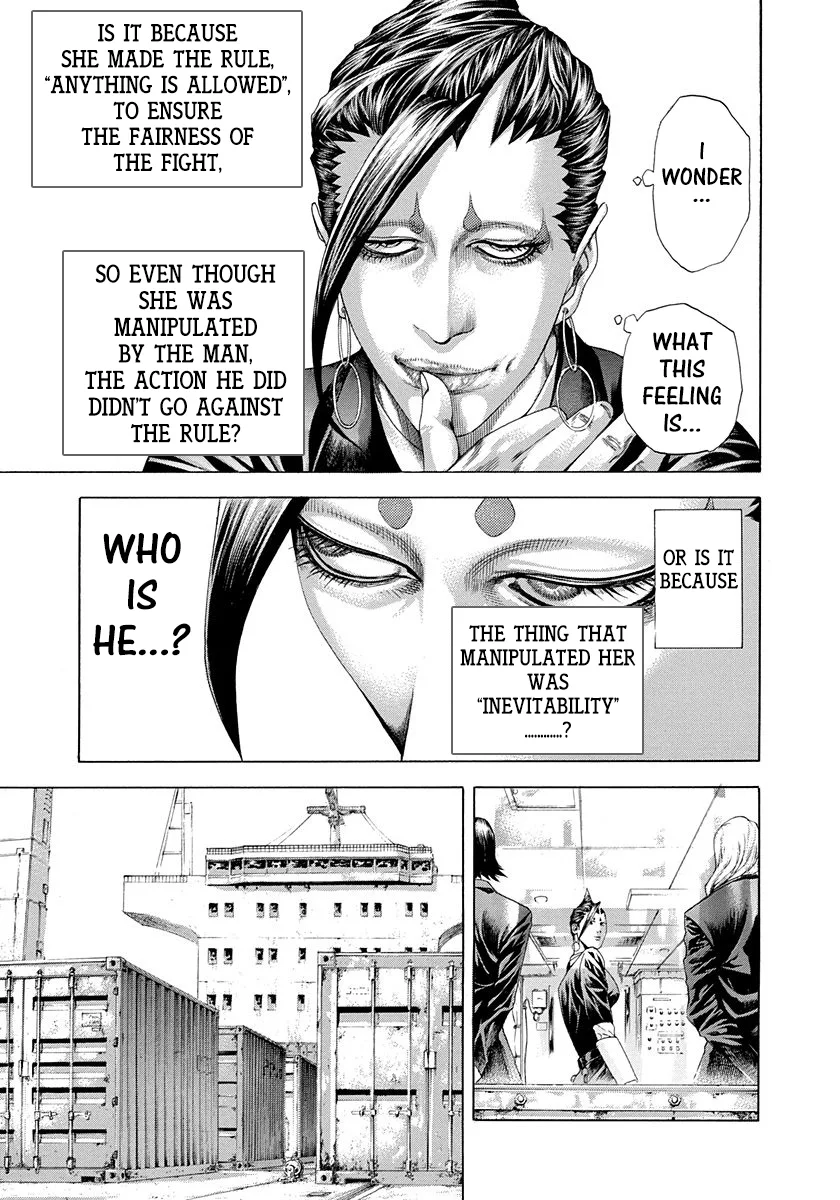 I
WONDER
...
WHAT
THIS
FEELING
IS...
IS IT BECAUSE
SHE MADE THE RULE,
“ANYTHING IS ALLOWED”,
TO ENSURE
THE FAIRNESS OF
THE FIGHT,
SO EVEN THOUGH
SHE WAS
MANIPULATED
BY THE MAN,
THE ACTION HE DID
DIDN'T GO AGAINST
THE RULE?
OR IS IT
BECAUSE
THE THING THAT
MANIPULATED HER
WAS
“INEVITABILITY”
............?
WHO
IS
HE...?